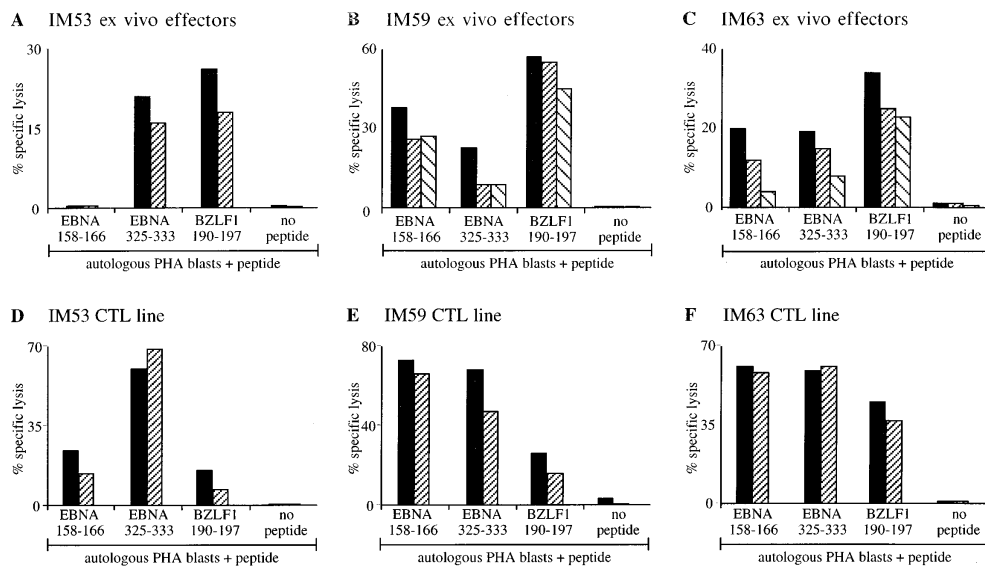 A IM53 ex vivo effectors
% specific lysis
30
15
0
EBNA 158-166
EBNA 325-333
BZLF1 190-197
no peptide
autologous PHA blasts + peptide
B IM59 ex vivo effectors
% specific lysis
60
30
0
EBNA 158-166
EBNA 325-333
BZLF1 190-197
no peptide
autologous PHA blasts + peptide
C IM63 ex vivo effectors
% specific lysis
40
20
0
EBNA 158-166
EBNA 325-333
BZLF1 190-197
no peptide
autologous PHA blasts + peptide
D IM53 CTL line
% specific lysis
70
35
0
EBNA 158-166
EBNA 325-333
BZLF1 190-197
no peptide
autologous PHA blasts + peptide
E IM59 CTL line
% specific lysis
80
40
0
EBNA 158-166
EBNA 325-333
BZLF1 190-197
no peptide
autologous PHA blasts + peptide
F IM63 CTL line
% specific lysis
70
35
0
EBNA 158-166
EBNA 325-333
BZLF1 190-197
no peptide
autologous PHA blasts + peptide